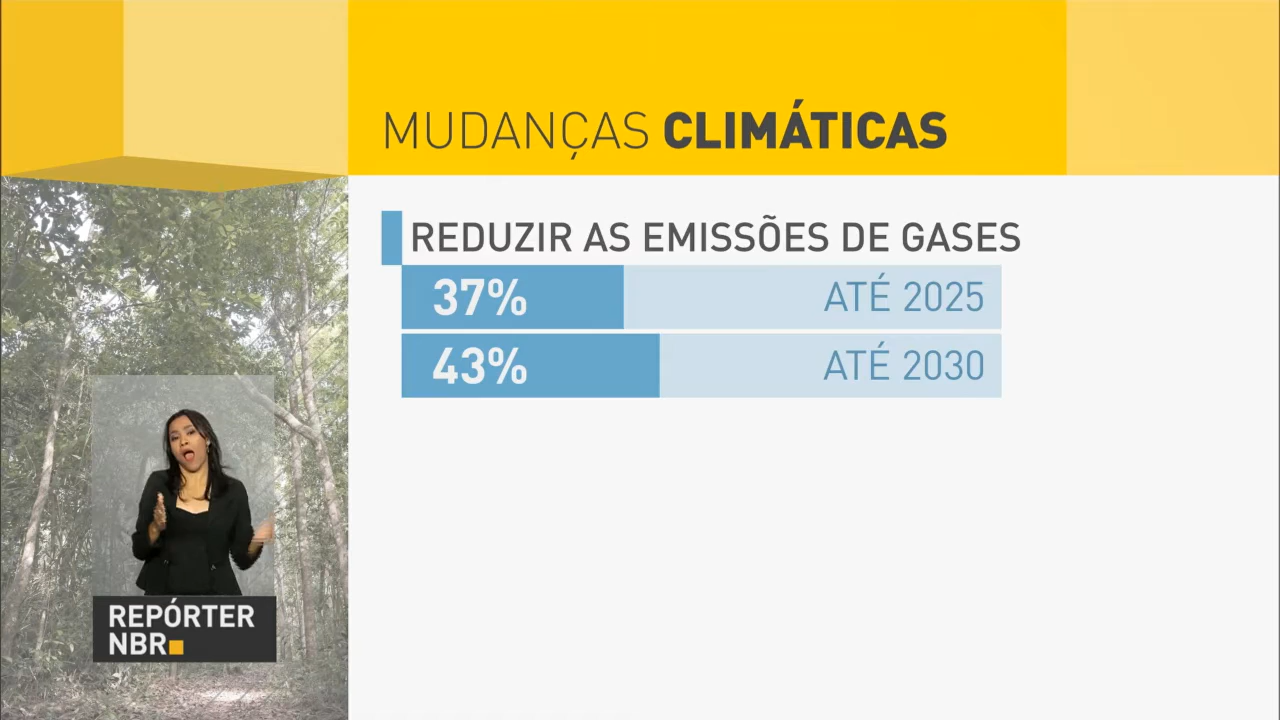 MUDANÇAS CLIMÁTICAS
REDUZIR AS EMISSÕES DE GASES
37% ATÉ 2025
43% ATÉ 2030
REPÓRTER
NBR